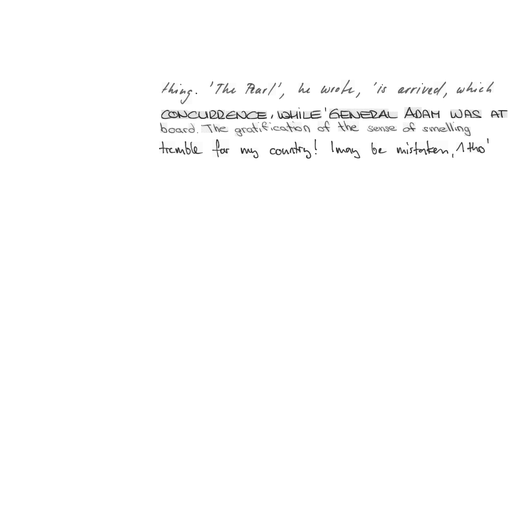 thing. 'The Pearl', he wrote, 'is arrived, which
CONCURRENCE, WHILE 'GENERAL ADAM WAS AT
board. The gratification of the sense of smelling
tremble for my country! I may be mistaken, 1 tho'